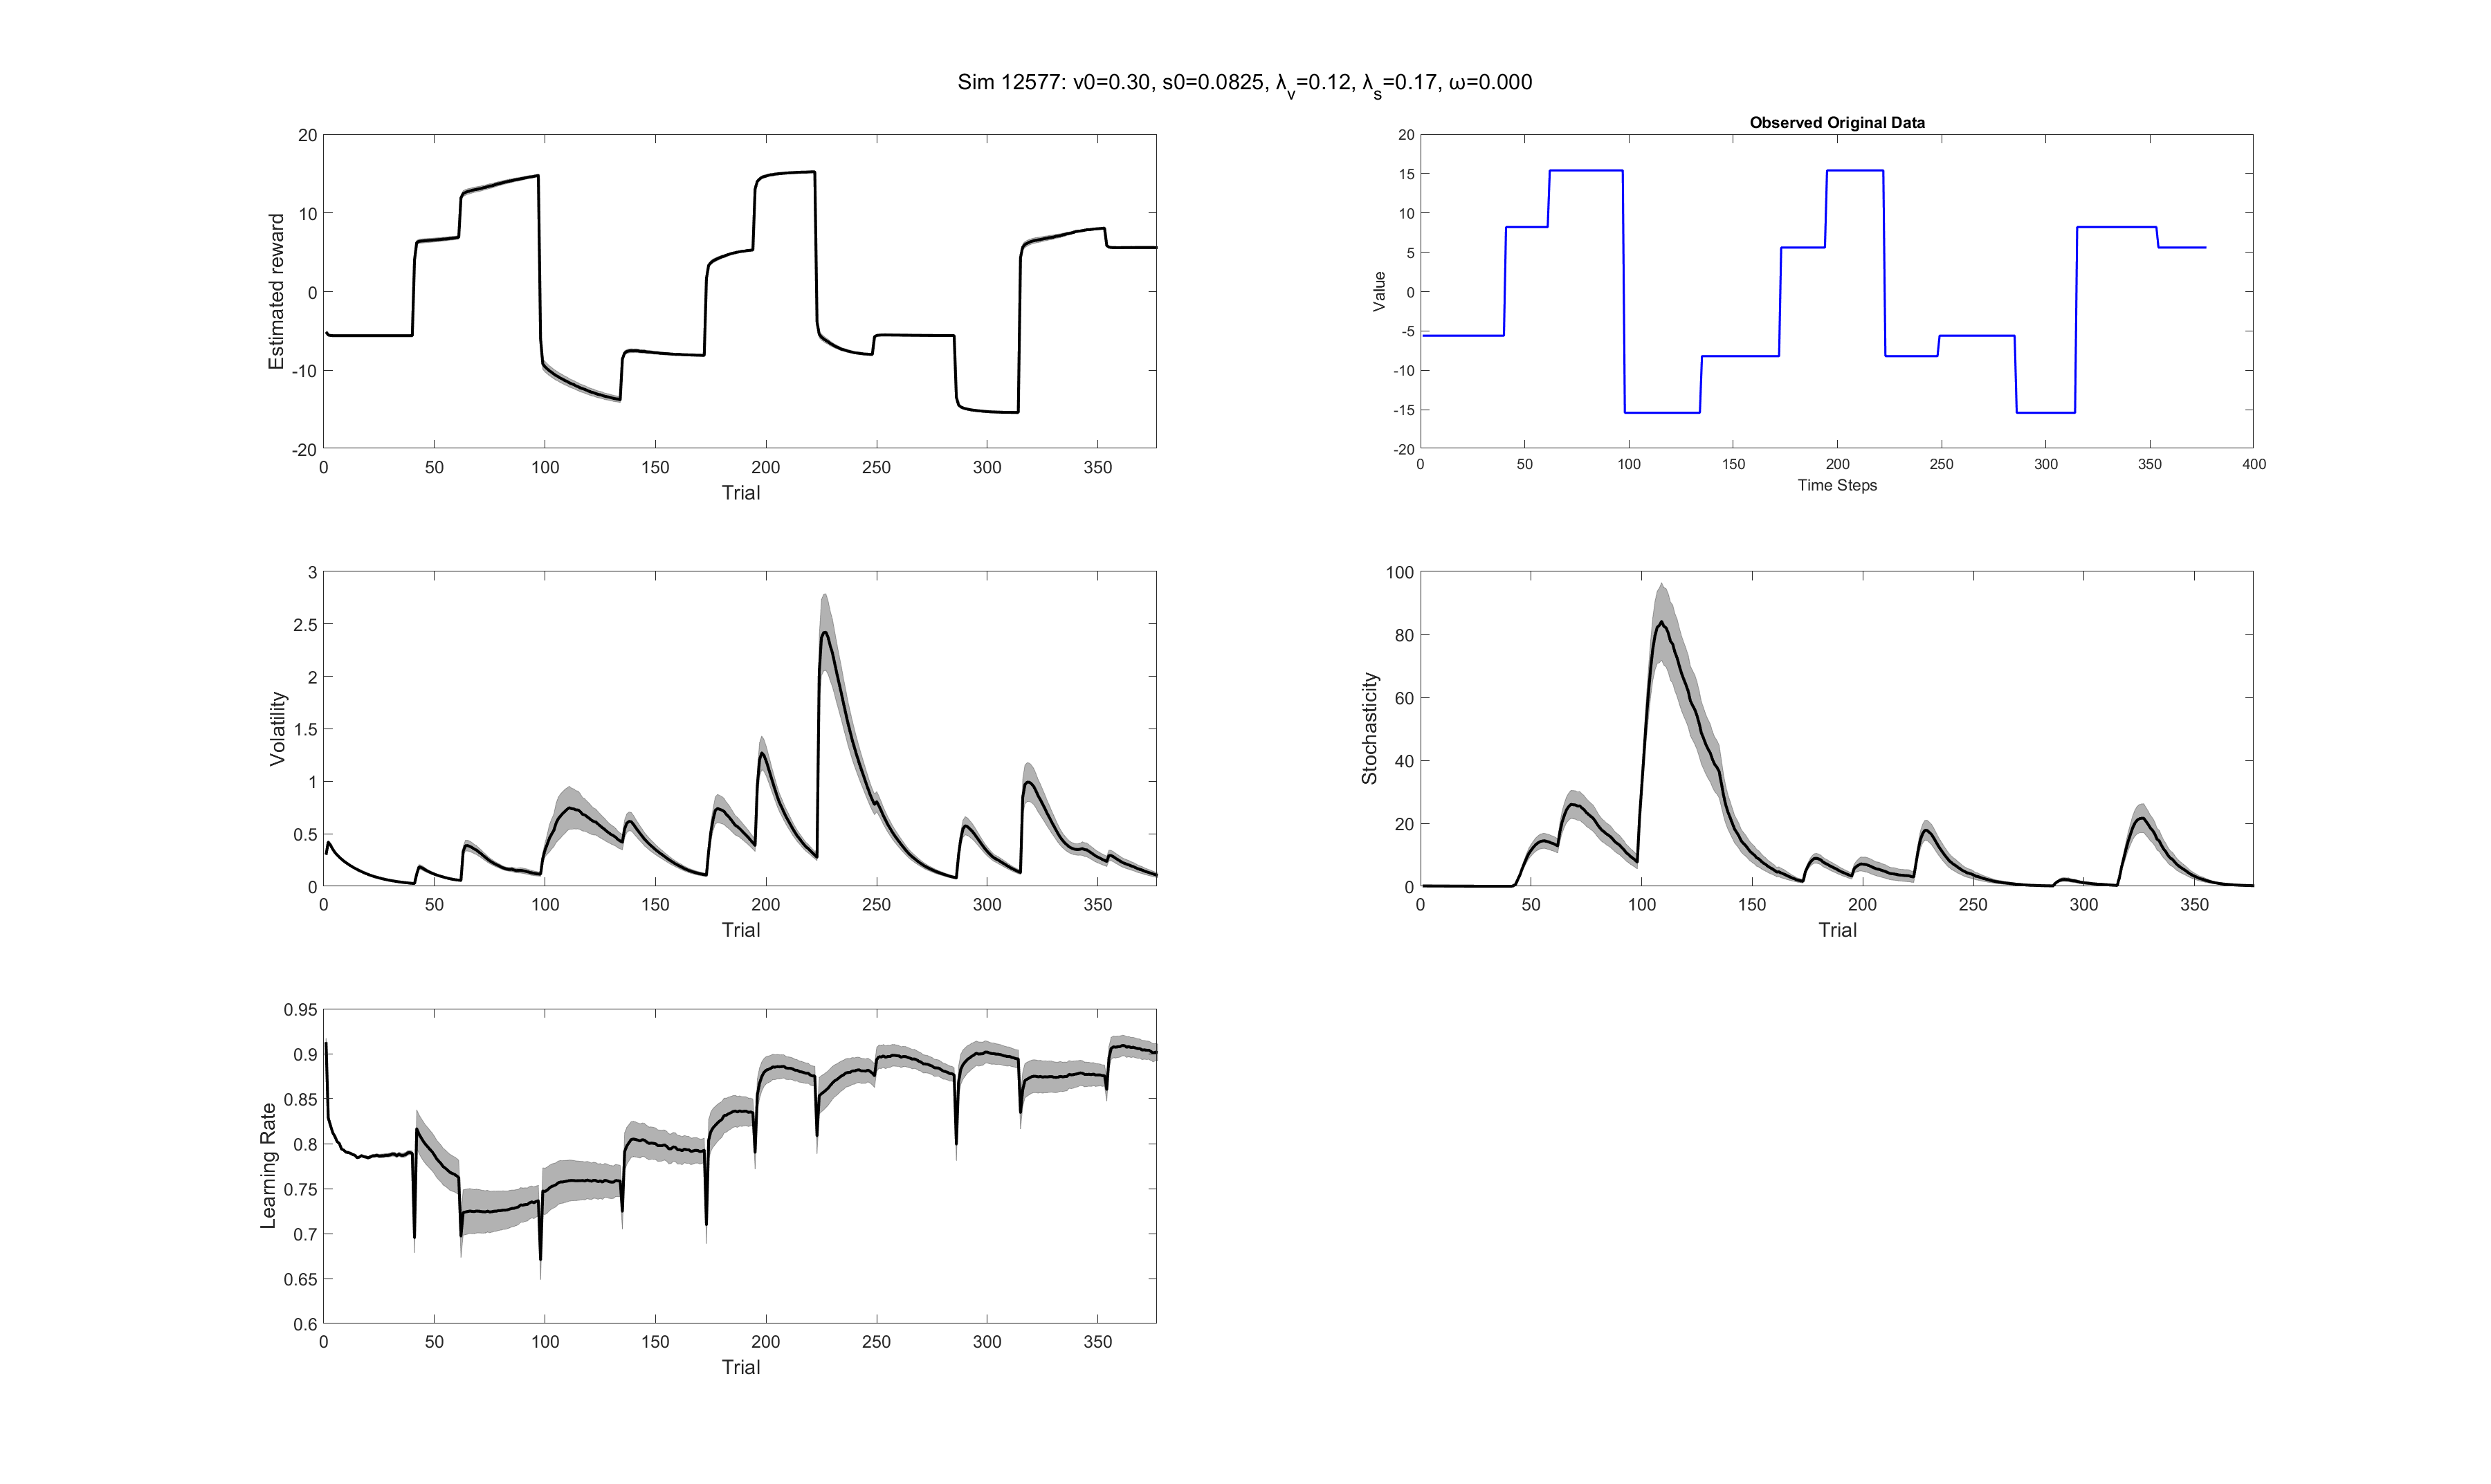 Sim 12577: v0=0.30, s0=0.0825, λv=0.12, λs=0.17, ω=0.000
20
10
0
-10
-20
Estimated reward
0 50 100 150 200 250 300 350
Trial
Observed Original Data
20
15
10
5
0
-5
-10
-15
-20
Value
0 50 100 150 200 250 300 350 400
Time Steps
3
2.5
2
1.5
1
0.5
0
Volatility
0 50 100 150 200 250 300 350
Trial
100
80
60
40
20
0
Stochasticity
0 50 100 150 200 250 300 350
Trial
0.95
0.9
0.85
0.8
0.75
0.7
0.65
0.6
Learning Rate
0 50 100 150 200 250 300 350
Trial